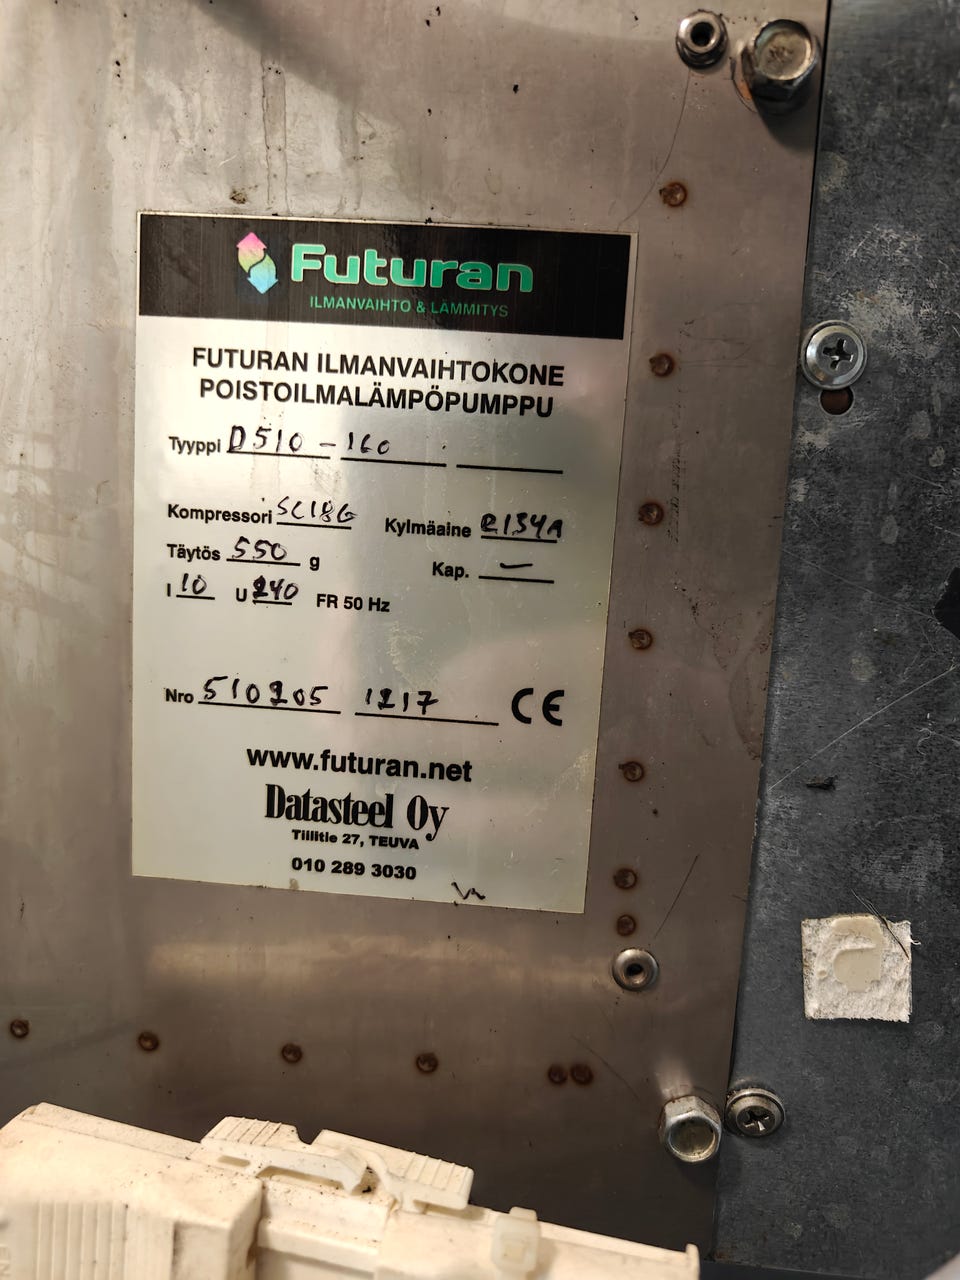 Futuran
ILMANVAIHTO & LÄMMITYS
FUTURAN ILMANVAIHTOKONE
POISTOILMALÄMPÖPUMPPU
Tyyppi D510 - 160
Kompressori SC18G Kylmäaine R134A
Täytös 550 g Kap. —
I 10 U 240 FR 50 Hz
Nro 510205 1217 CE
www.futuran.net
Datasteel Oy
Tiilitie 27, TEUVA
010 289 3030